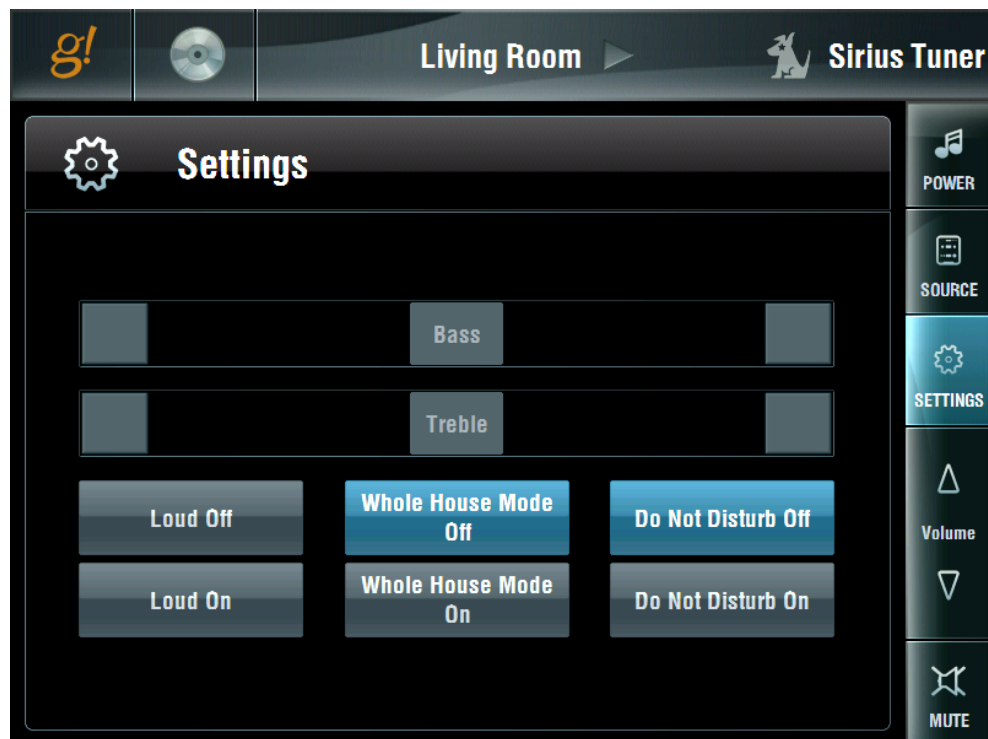 g!
Living Room
Sirius Tuner
Settings
POWER
SOURCE
SETTINGS
Volume
MUTE
Bass
Treble
Loud Off
Whole House Mode
Off
Do Not Disturb Off
Loud On
Whole House Mode
On
Do Not Disturb On